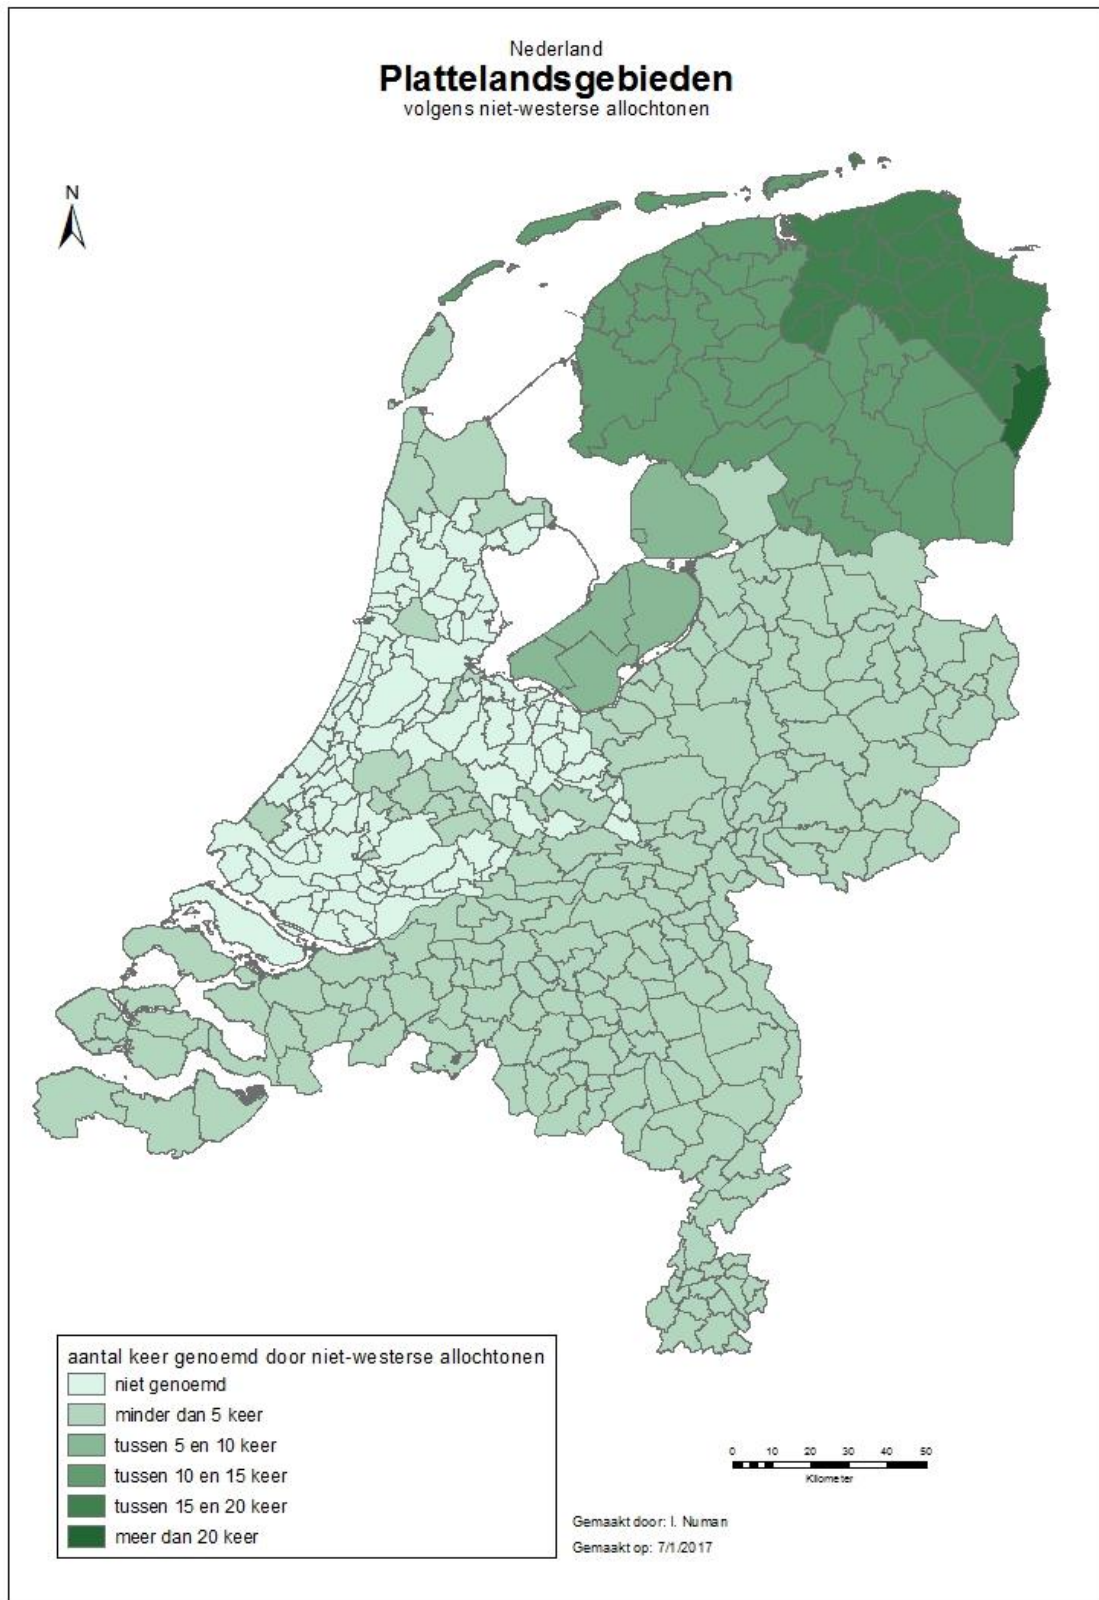 Nederland
Plattelandsgebieden
volgens niet-westerse allochtonen
N
aantal keer genoemd door niet-westerse allochtonen
niet genoemd
minder dan 5 keer
tussen 5 en 10 keer
tussen 10 en 15 keer
tussen 15 en 20 keer
meer dan 20 keer
0 10 20 30 40 50
Kilometer
Gemaakt door: I. Numan
Gemaakt op: 7/1/2017